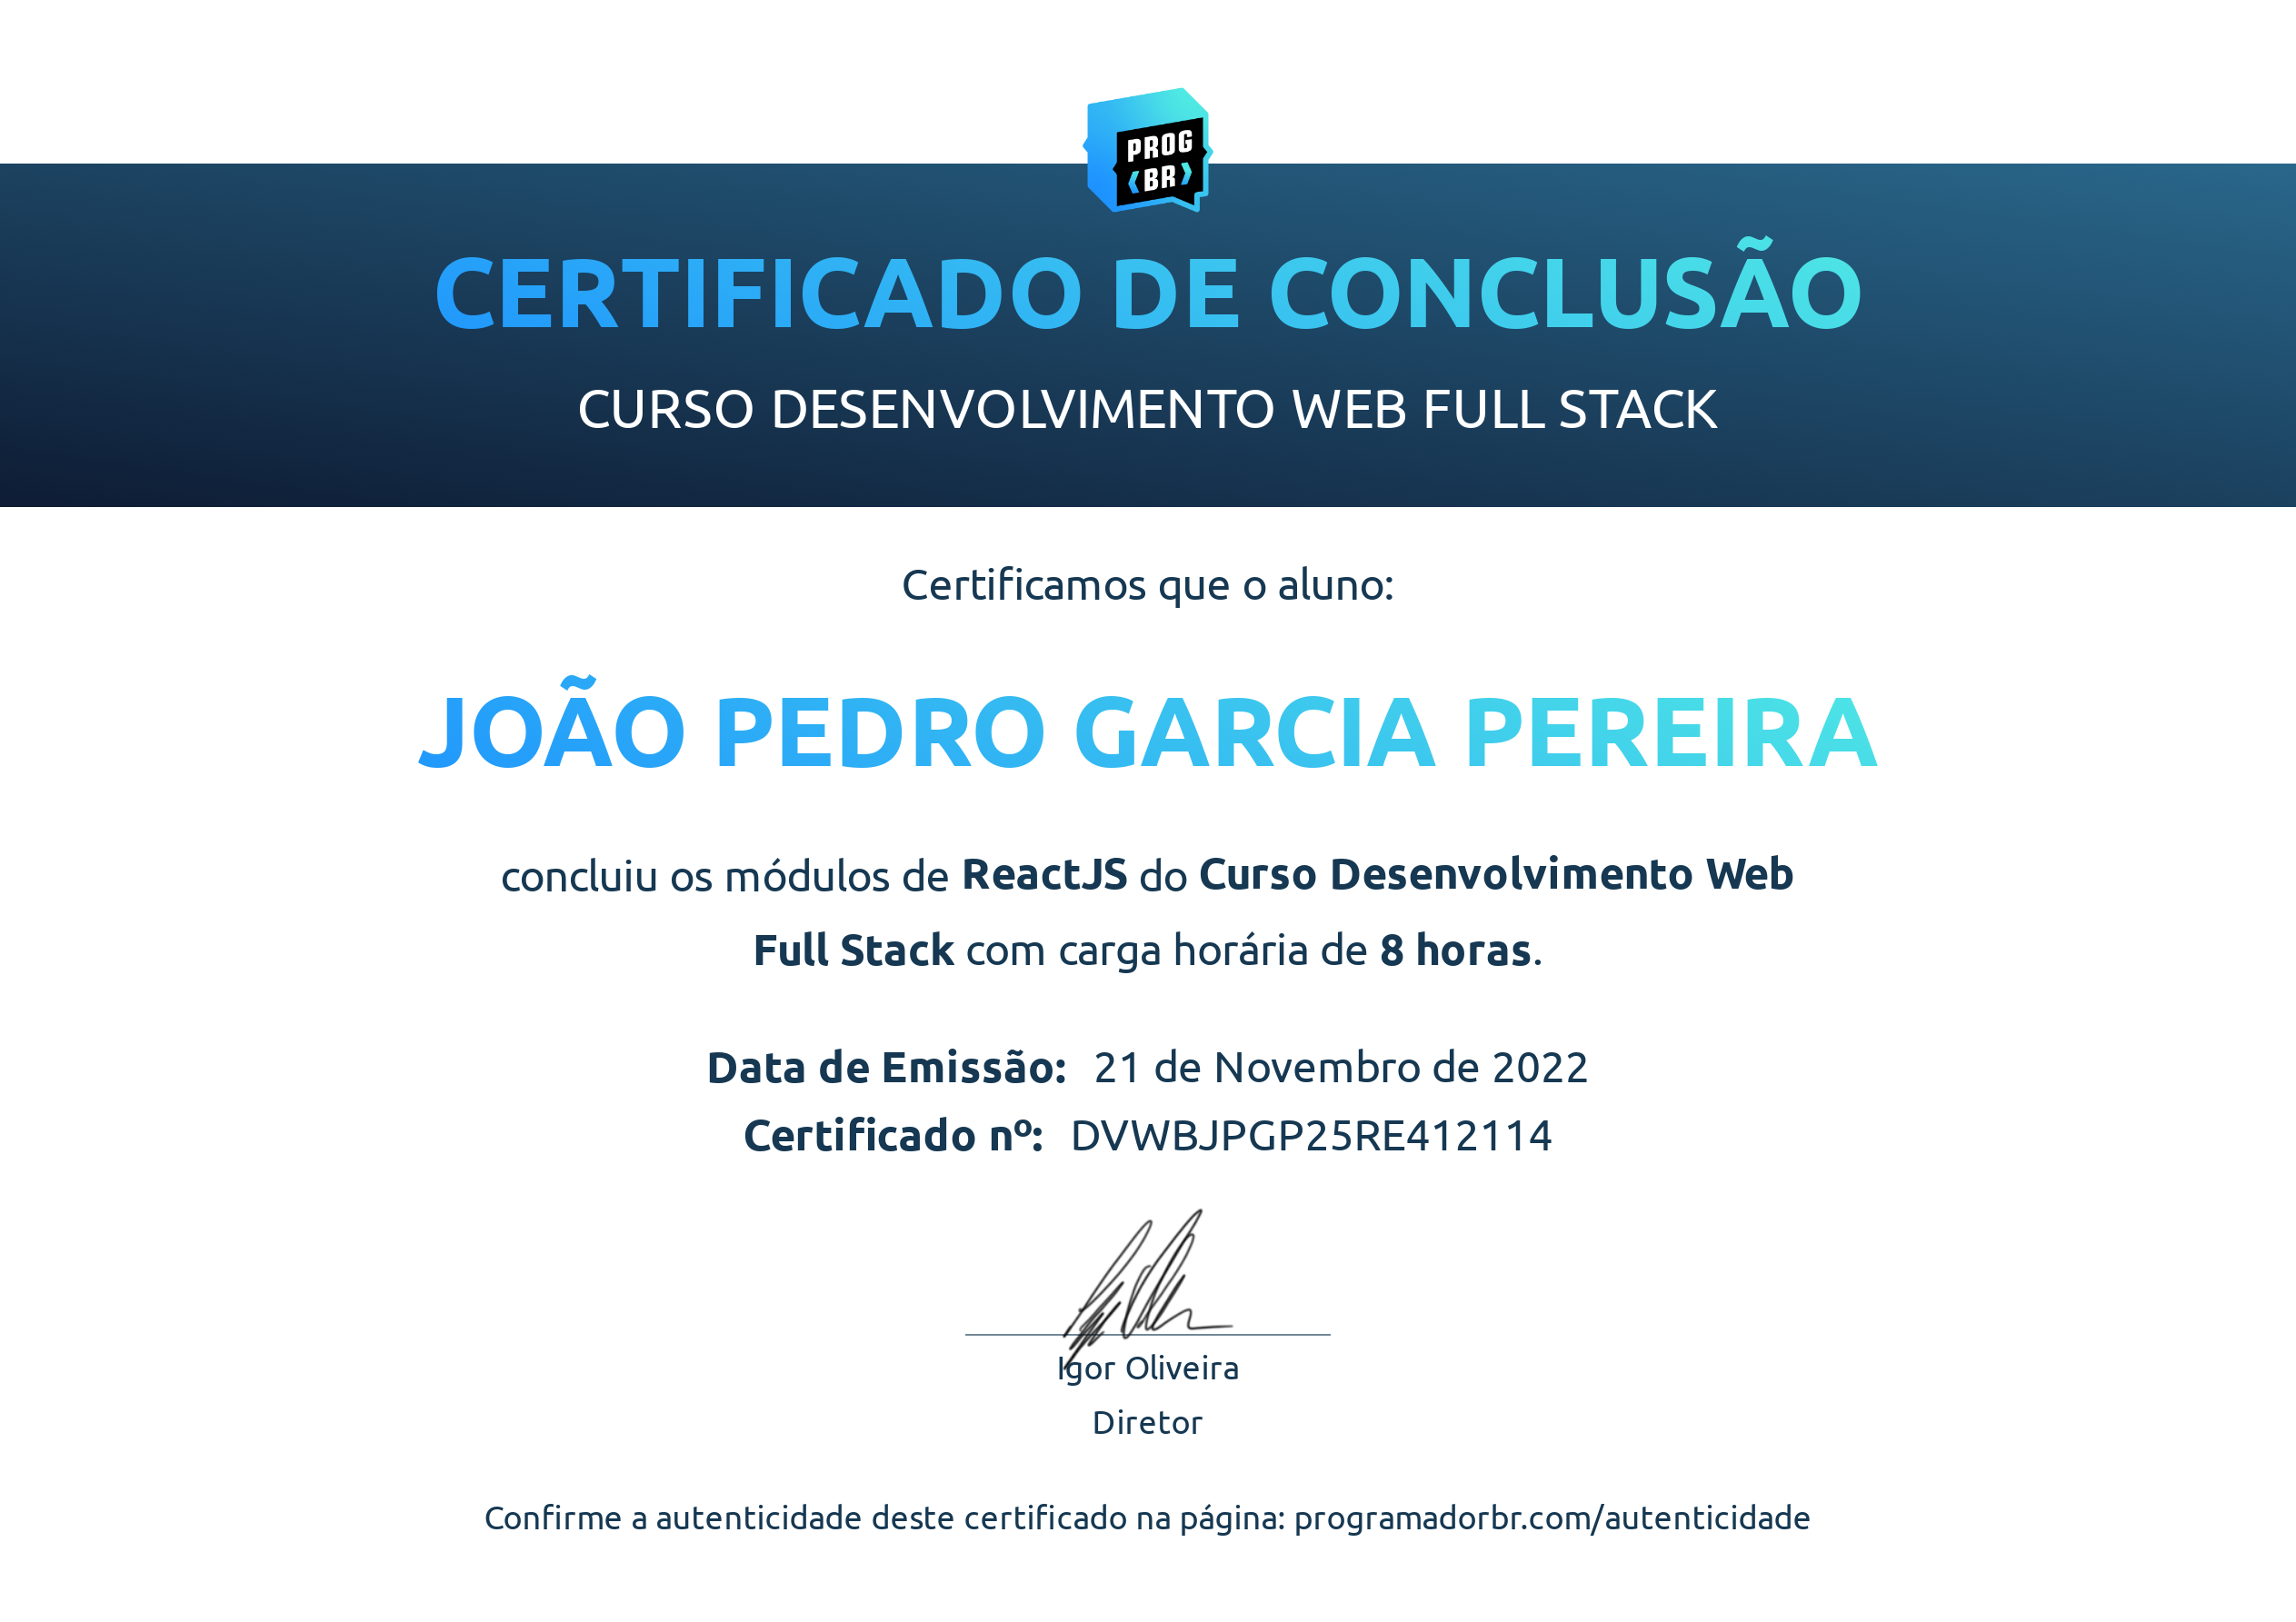 PROG
BR
CERTIFICADO DE CONCLUSÃO
CURSO DESENVOLVIMENTO WEB FULL STACK
Certificamos que o aluno:
JOÃO PEDRO GARCIA PEREIRA
concluiu os módulos de ReactJS do Curso Desenvolvimento Web
Full Stack com carga horária de 8 horas.
Data de Emissão: 21 de Novembro de 2022
Certificado nº: DVWBJPGP25RE412114
Igor Oliveira
Diretor
Confirme a autenticidade deste certificado na página: programadorbr.com/autenticidade